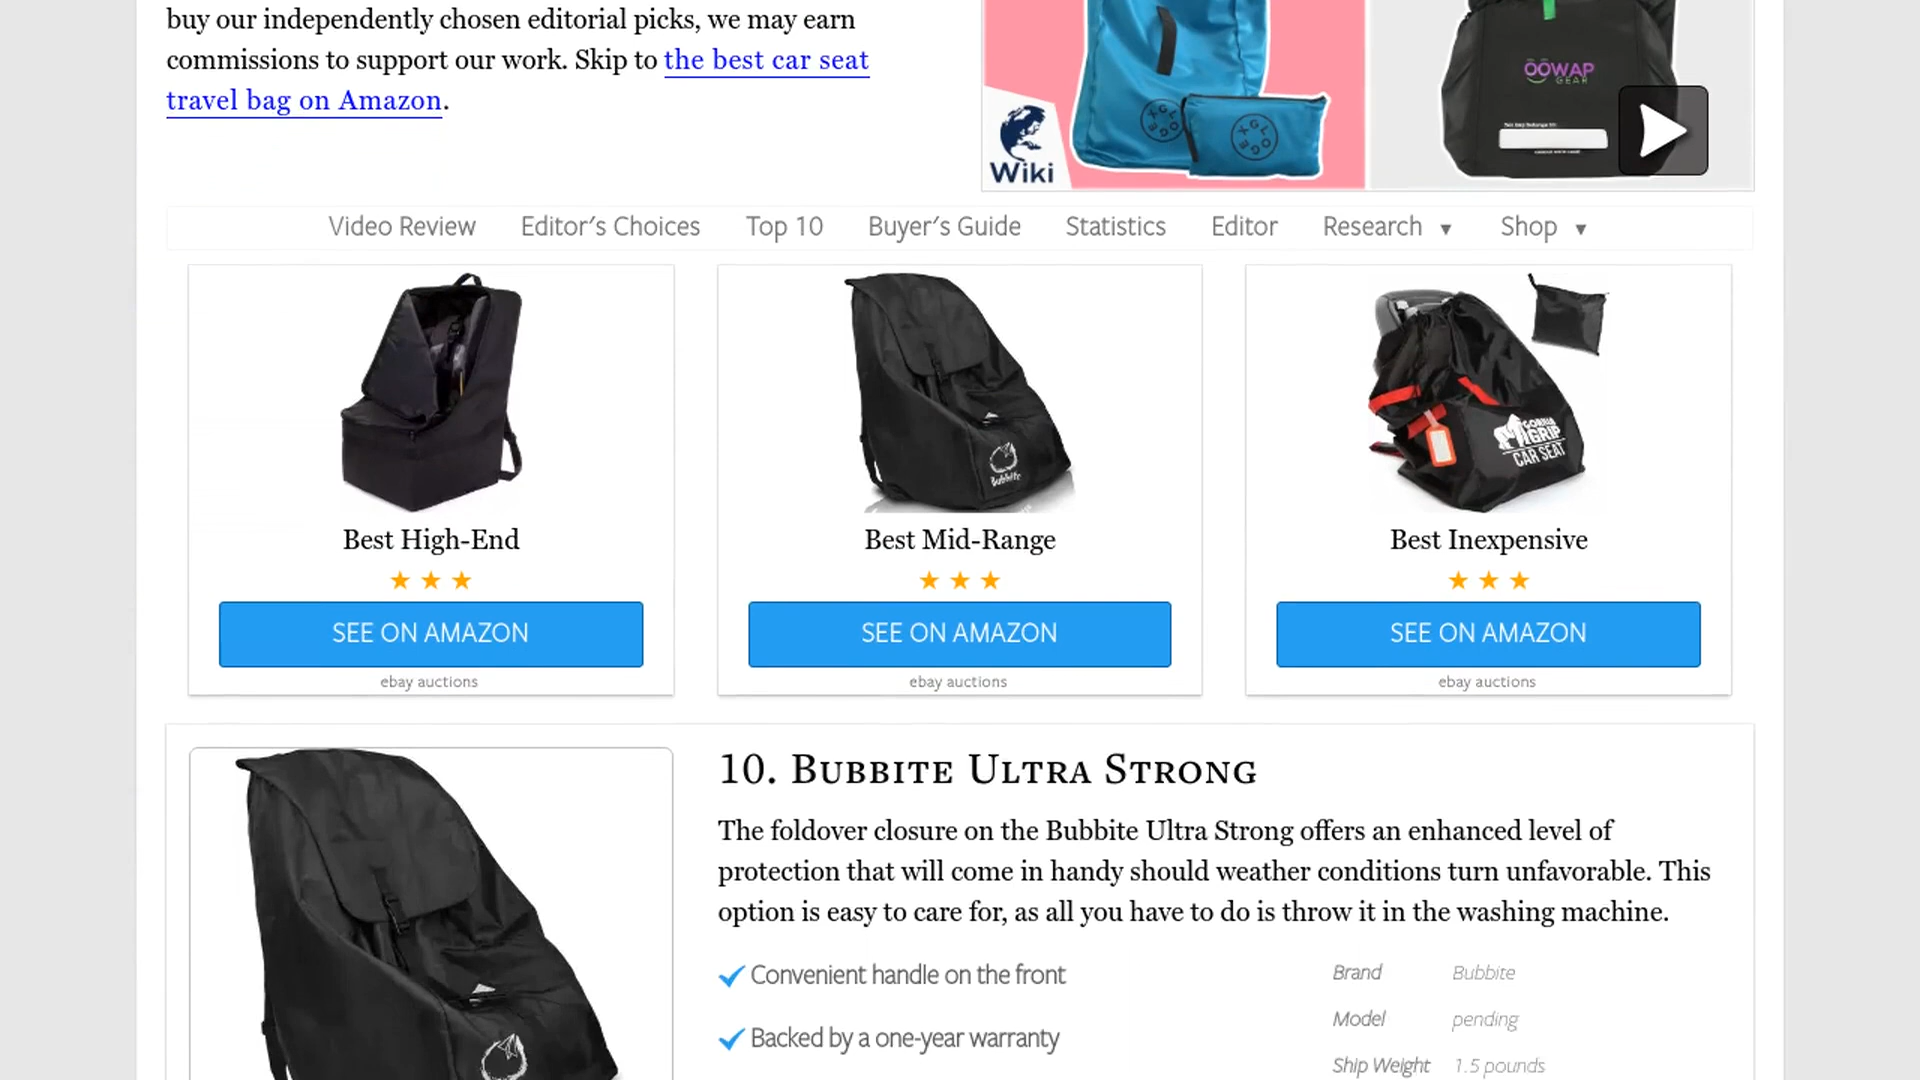 buy our independently chosen editorial picks, we may earn
commissions to support our work. Skip to the best car seat
travel bag on Amazon.
Wiki
OOWAP
GEAR
Video Review Editor's Choices Top 10 Buyer's Guide Statistics Editor Research ▼ Shop ▼
Bubbite
GORILLA
GRIP
CAR SEAT
Best High-End
Best Mid-Range
Best Inexpensive
SEE ON AMAZON
SEE ON AMAZON
SEE ON AMAZON
ebay auctions
ebay auctions
ebay auctions
10. Bubbite Ultra Strong
The foldover closure on the Bubbite Ultra Strong offers an enhanced level of
protection that will come in handy should weather conditions turn unfavorable. This
option is easy to care for, as all you have to do is throw it in the washing machine.
Convenient handle on the front
Backed by a one-year warranty
Brand Bubbite
Model pending
Ship Weight 1.5 pounds